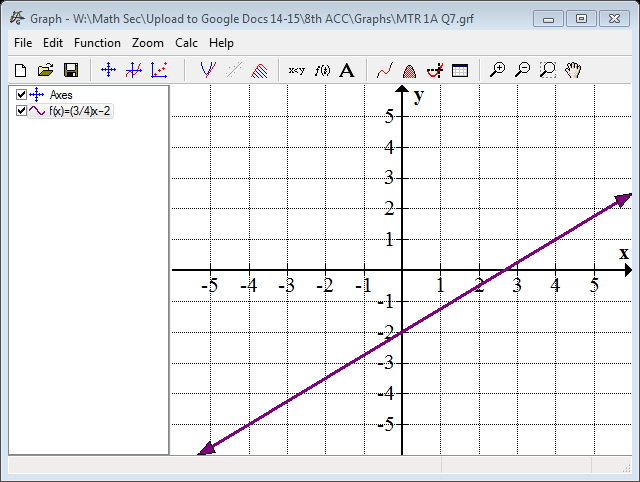 Graph - W:\Math Sec\Upload to Google Docs 14-15\8th ACC\Graphs\MTR 1A Q7.grf
File Edit Function Zoom Calc Help
x<y f(t) A
Axes
f(x)=(3/4)x-2
y
5
4
3
2
1
x
-5 -4 -3 -2 -1 1 2 3 4 5
-1
-2
-3
-4
-5